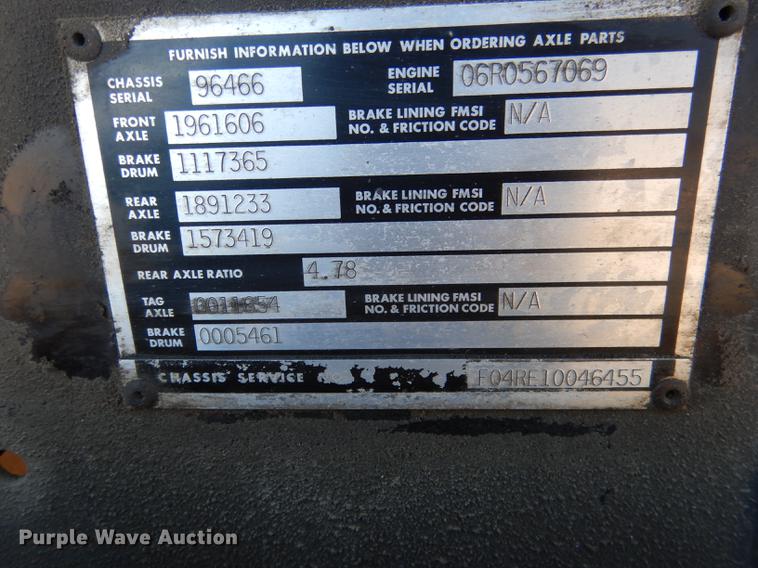 FURNISH INFORMATION BELOW WHEN ORDERING AXLE PARTS
CHASSIS SERIAL 96466 ENGINE SERIAL 06R0567069
FRONT AXLE 1961606 BRAKE LINING FMSI NO. & FRICTION CODE N/A
BRAKE DRUM 1117365
REAR AXLE 1891233 BRAKE LINING FMSI NO. & FRICTION CODE N/A
BRAKE DRUM 1573419
REAR AXLE RATIO 4.78
TAG AXLE BRAKE LINING FMSI NO. & FRICTION CODE N/A
BRAKE DRUM 0005461
CHASSIS SERVICE F04RE10046455
Purple Wave Auction